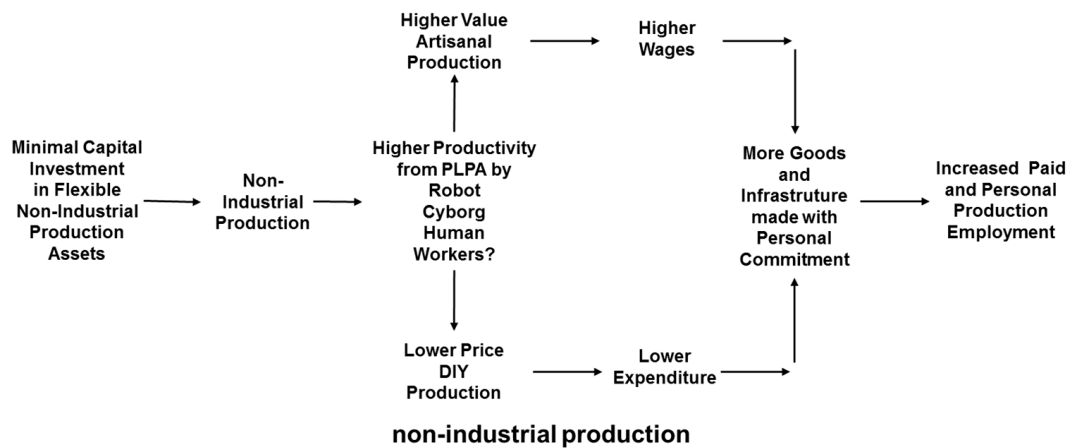 Minimal Capital
Investment
in Flexible
Non-Industrial
Production
Assets
Non-
Industrial
Production
Higher Value
Artisanal
Production
Higher Productivity
from PLPA by
Robot
Cyborg
Human
Workers?
Lower Price
DIY
Production
Higher
Wages
Lower
Expenditure
More Goods
and
Infrastruture
made with
Personal
Commitment
Increased Paid
and Personal
Production
Employment
non-industrial production